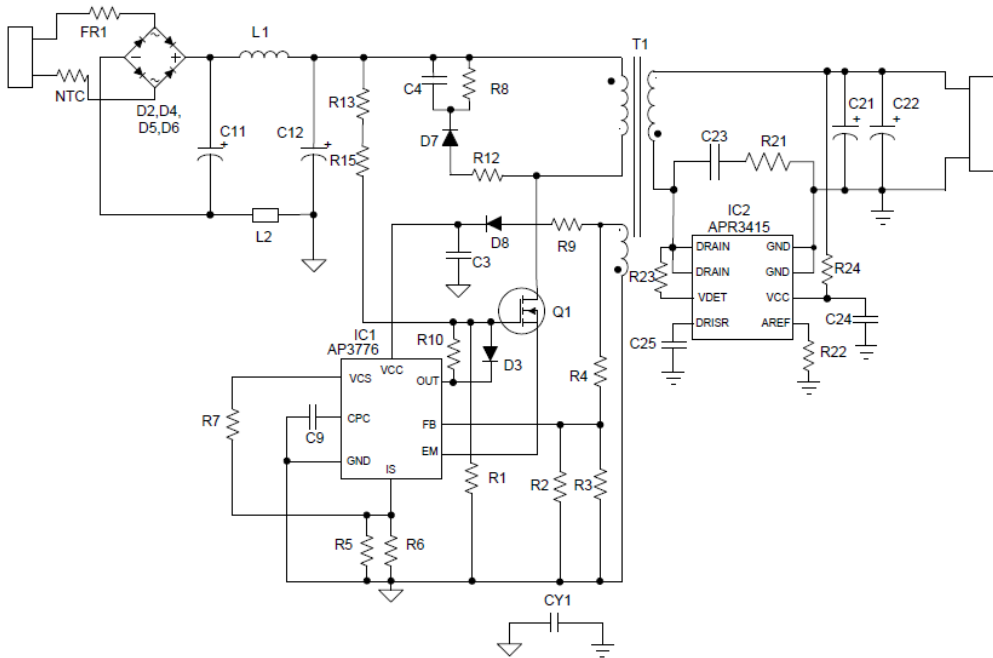 FR1
NTC
D2,D4,
D5,D6
~
~
−
+
L1
C11
+
C12
+
L2
R13
R15
C4
R8
D7
R12
T1
C21
+
C22
+
C23
R21
IC2
APR3415
DRAIN
DRAIN
VDET
DRISR
GND
GND
VCC
AREF
R23
R24
C25
C24
R22
D8
R9
C3
Q1
IC1
AP3776
VCC
VCS
CPC
GND
IS
OUT
FB
EM
R10
D3
R4
R7
C9
R1
R2
R3
R5
R6
CY1